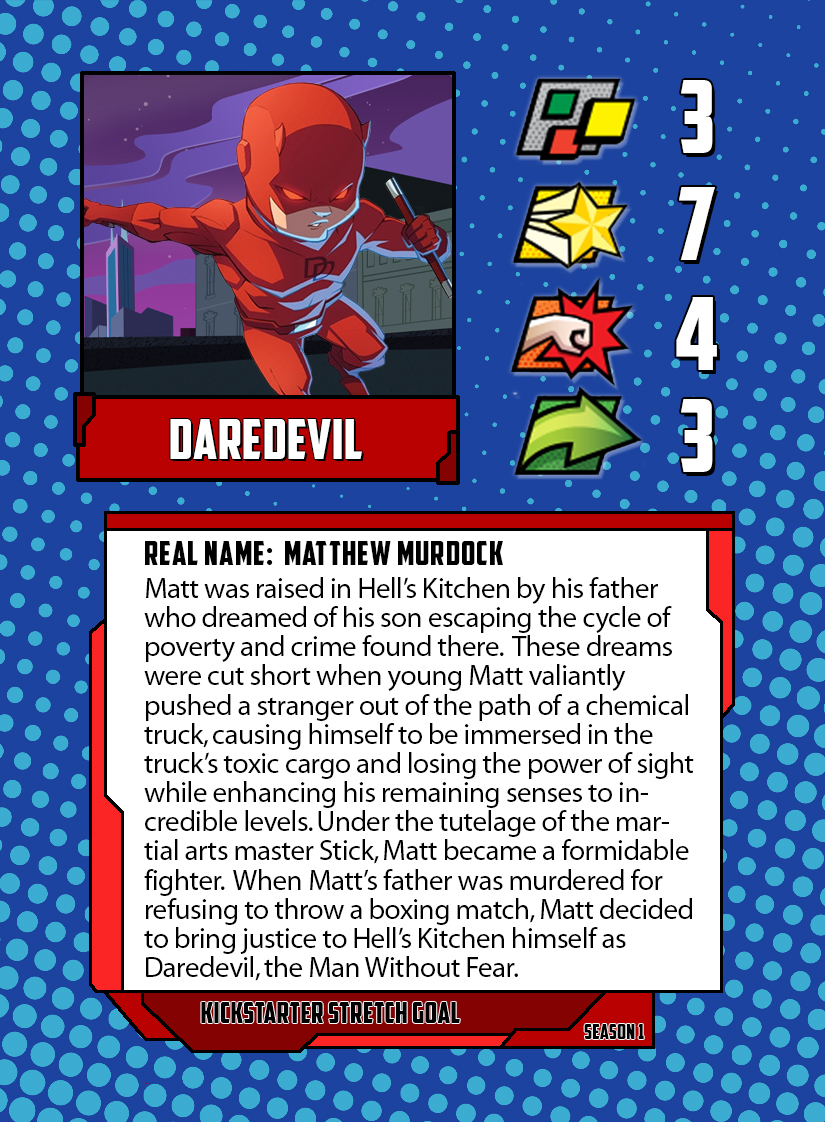 3
7
4
3
DD
DAREDEVIL
REAL NAME: MATTHEW MURDOCK
Matt was raised in Hell's Kitchen by his father
who dreamed of his son escaping the cycle of
poverty and crime found there. These dreams
were cut short when young Matt valiantly
pushed a stranger out of the path of a chemical
truck, causing himself to be immersed in the
truck's toxic cargo and losing the power of sight
while enhancing his remaining senses to in-
credible levels. Under the tutelage of the mar-
tial arts master Stick, Matt became a formidable
fighter. When Matt's father was murdered for
refusing to throw a boxing match, Matt decided
to bring justice to Hell's Kitchen himself as
Daredevil, the Man Without Fear.
KICKSTARTER STRETCH GOAL
SEASON 1